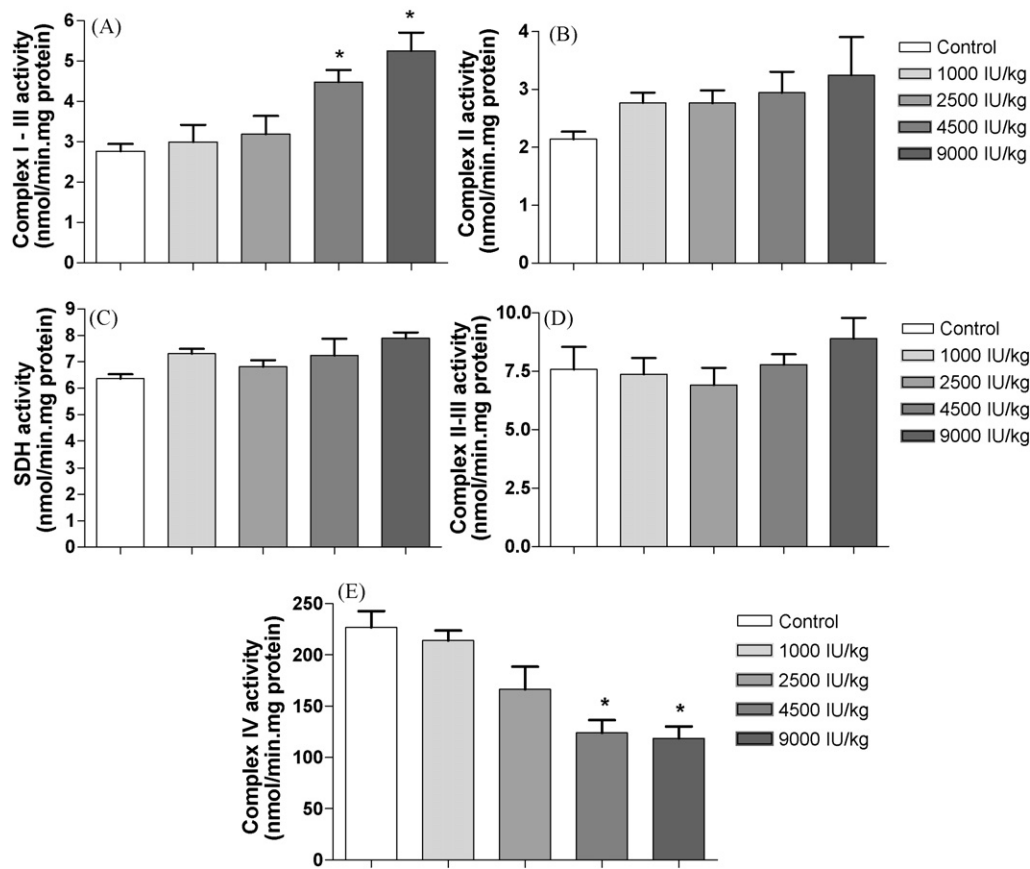 (A)
Complex I - III activity
(nmol/min.mg protein)
6
5
4
3
2
1
0
*
*
(B)
Complex II activity
(nmol/min.mg protein)
4
3
2
1
0
Control
1000 IU/kg
2500 IU/kg
4500 IU/kg
9000 IU/kg
(C)
SDH activity
(nmol/min.mg protein)
9
8
7
6
5
4
3
2
1
0
(D)
Complex II-III activity
(nmol/min.mg protein)
10.0
7.5
5.0
2.5
0.0
Control
1000 IU/kg
2500 IU/kg
4500 IU/kg
9000 IU/kg
(E)
Complex IV activity
(nmol/min.mg protein)
250
200
150
100
50
0
*
*
Control
1000 IU/kg
2500 IU/kg
4500 IU/kg
9000 IU/kg